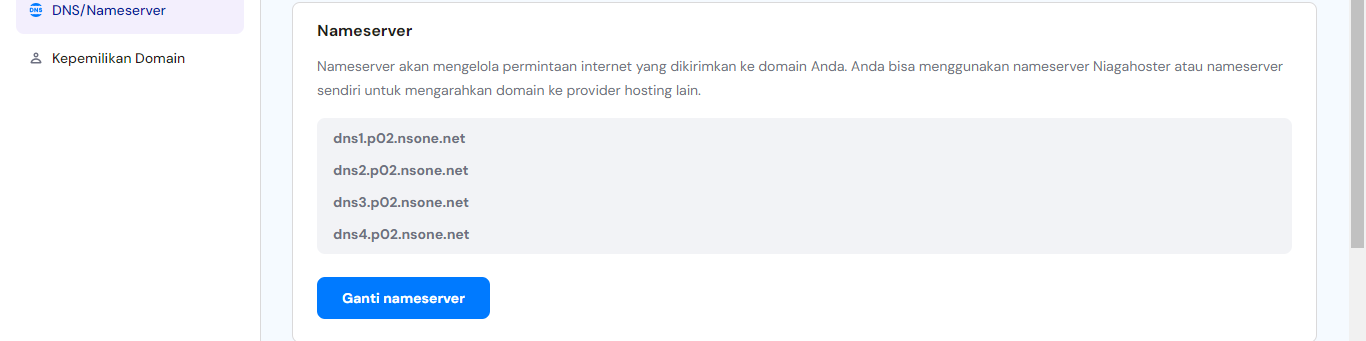 DNS DNS/Nameserver
Kepemilikan Domain
Nameserver
Nameserver akan mengelola permintaan internet yang dikirimkan ke domain Anda. Anda bisa menggunakan nameserver Niagahoster atau nameserver
sendiri untuk mengarahkan domain ke provider hosting lain.
dns1.p02.nsone.net
dns2.p02.nsone.net
dns3.p02.nsone.net
dns4.p02.nsone.net
Ganti nameserver